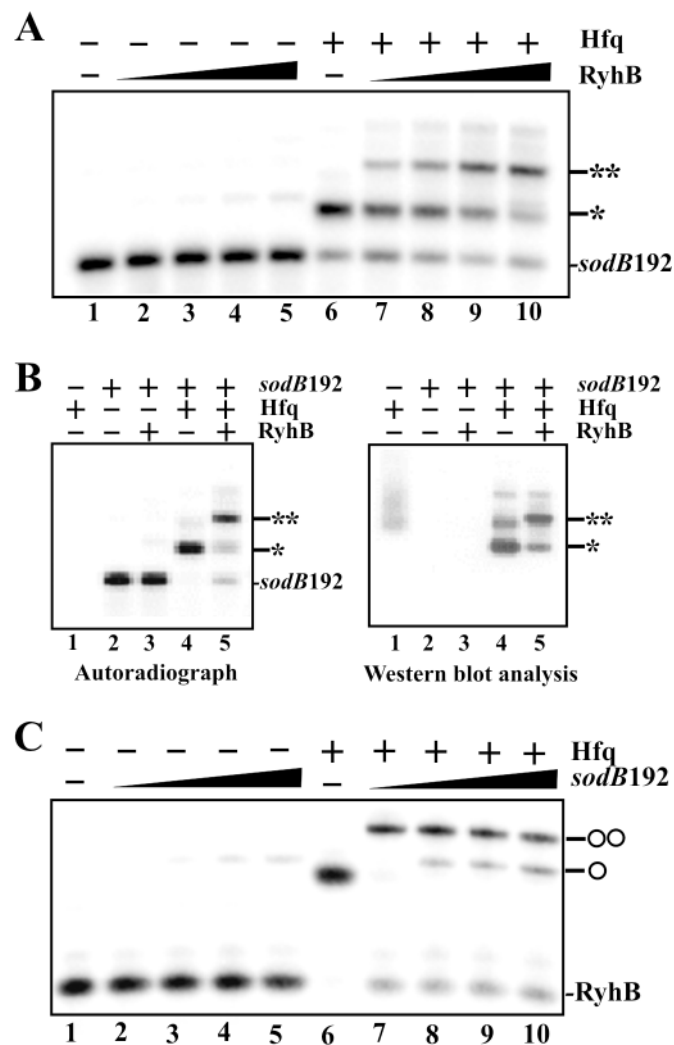 A
− − − − − + + + + + Hfq
− − RyhB
**
*
-sodB192
1 2 3 4 5 6 7 8 9 10
B
− + + + + sodB192
+ − − + + Hfq
− − + − + RyhB
**
*
-sodB192
1 2 3 4 5
Autoradiograph
− + + + + sodB192
+ − − + + Hfq
− − + − + RyhB
**
*
1 2 3 4 5
Western blot analysis
C
− − − − − + + + + + Hfq
− − sodB192
OO
O
-RyhB
1 2 3 4 5 6 7 8 9 10